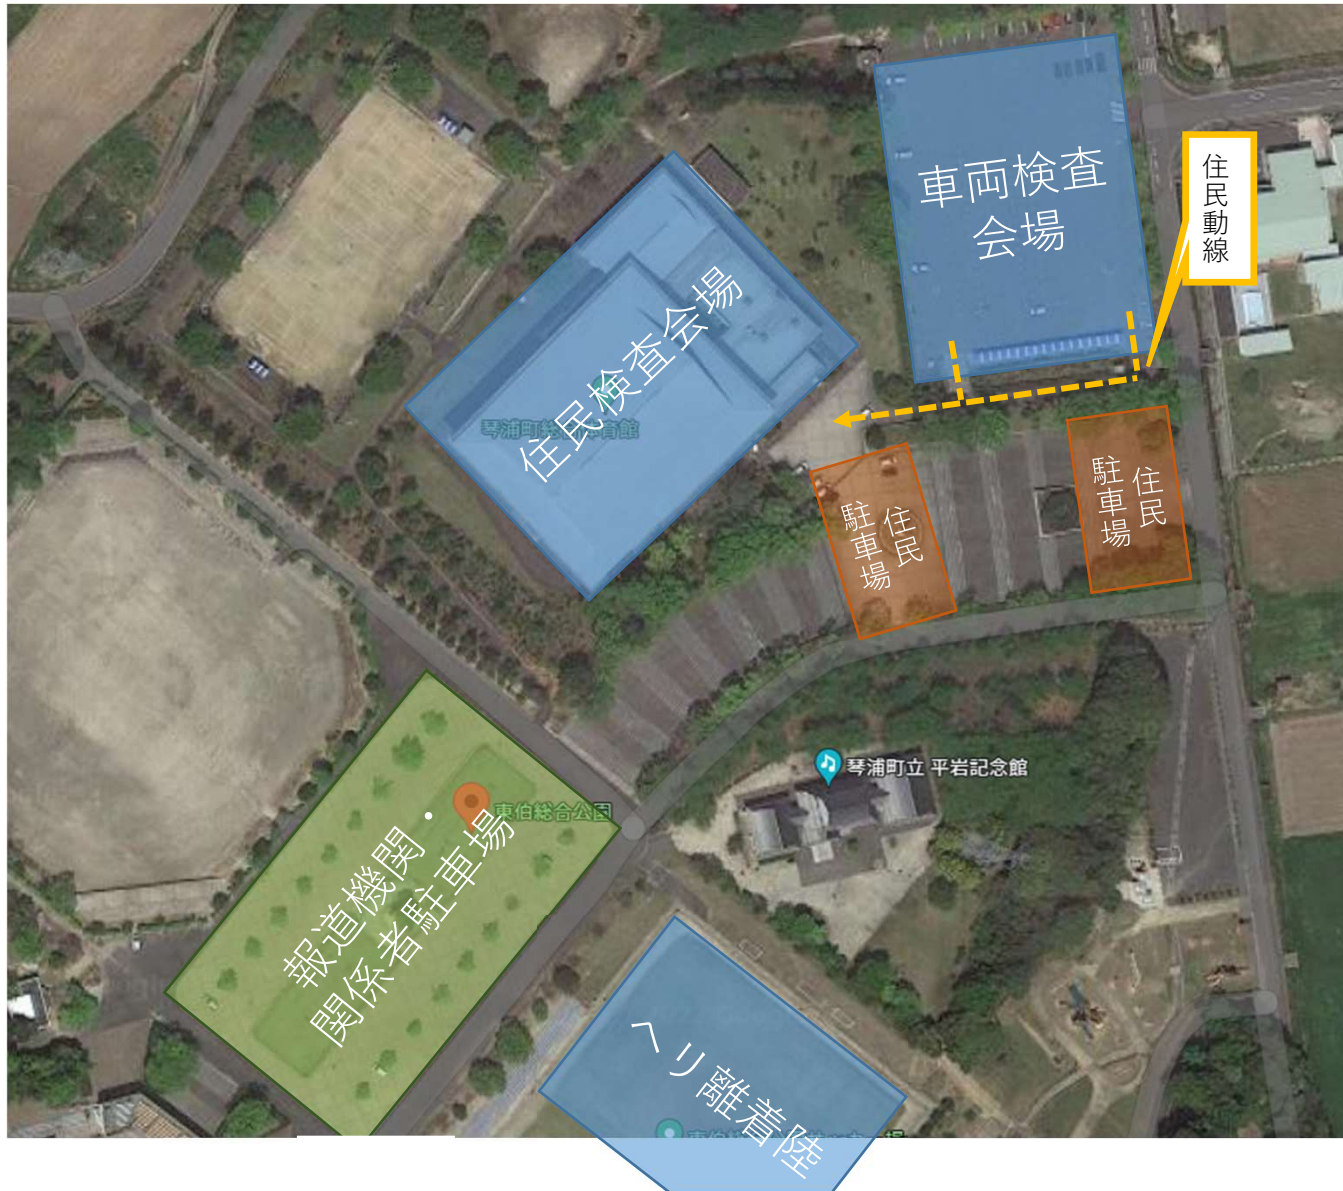 車両検査
会場
住民動線
住民検査会場
琴浦町総合体育館
住民
駐車場
住民
駐車場
琴浦町立 平岩記念館
東伯総合公園
報道機関・
関係者駐車場
ヘリ離着陸